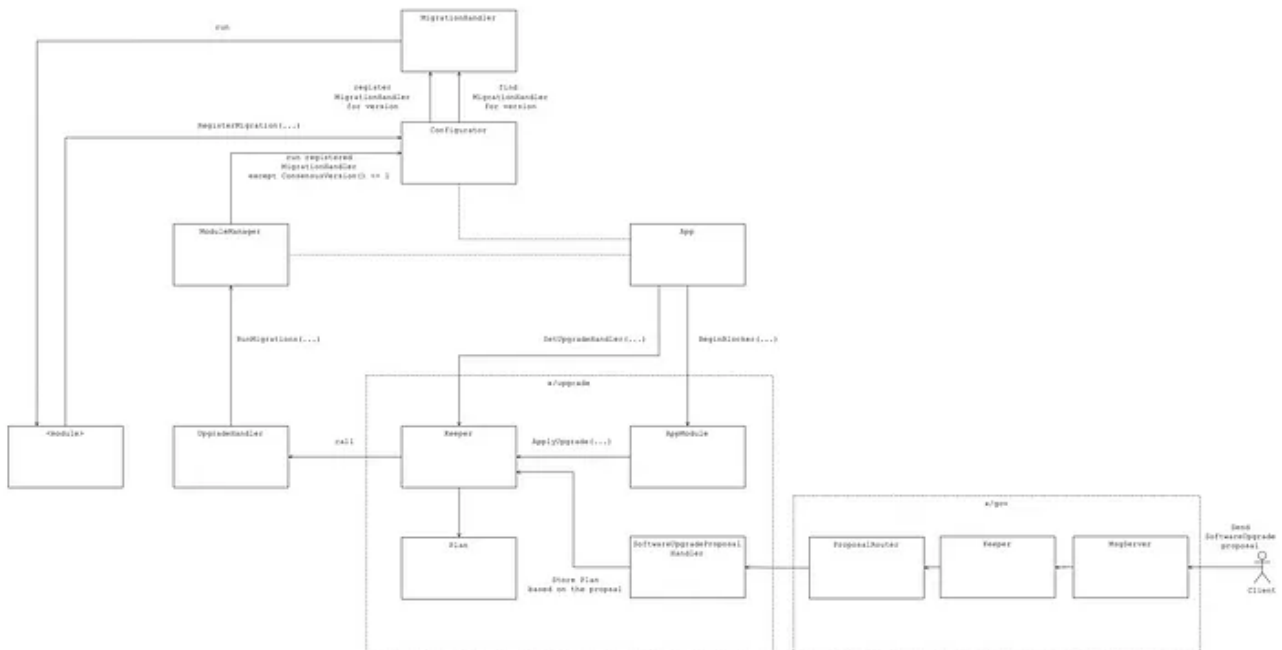 MigrationHandler
run
register
MigrationHandler
for version
find
MigrationHandler
for version
RegisterMigration(...)
Configurator
run registered
MigrationHandler
except ConsensusVersion() <= 1
ModuleManager
App
RunMigrations(...)
SetUpgradeHandler(...)
BeginBlocker(...)
x/upgrade
<module>
UpgradeHandler
call
Keeper
ApplyUpgrade(...)
AppModule
x/gov
Plan
Store Plan
based on the propsal
SoftwareUpgradeProposal
Handler
ProposalRouter
Keeper
MsgServer
Send
SoftwareUpgrade
proposal
Client